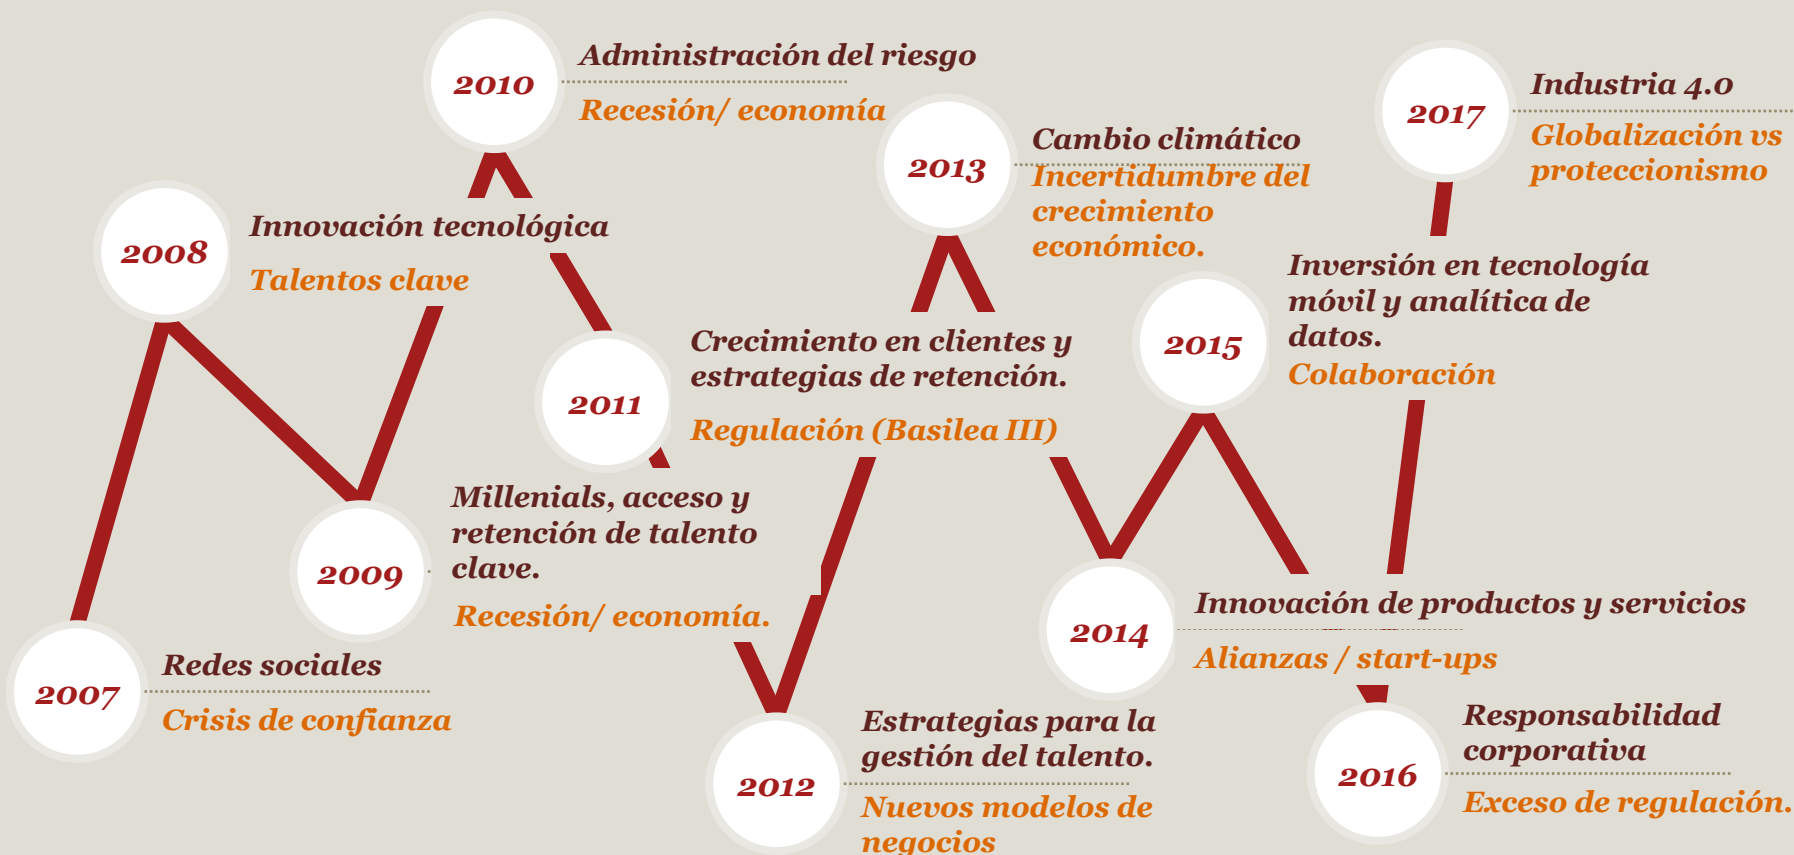 2007
Redes sociales
Crisis de confianza
2008
Innovación tecnológica
Talentos clave
2009
Millenials, acceso y
retención de talento
clave.
Recesión/ economía.
2010
Administración del riesgo
Recesión/ economía
2011
Crecimiento en clientes y
estrategias de retención.
Regulación (Basilea III)
2012
Estrategias para la
gestión del talento.
Nuevos modelos de
negocios
2013
Cambio climático
Incertidumbre del
crecimiento
económico.
2014
Innovación de productos y servicios
Alianzas / start-ups
2015
Inversión en tecnología
móvil y analítica de
datos.
Colaboración
2016
Responsabilidad
corporativa
Exceso de regulación.
2017
Industria 4.0
Globalización vs
proteccionismo